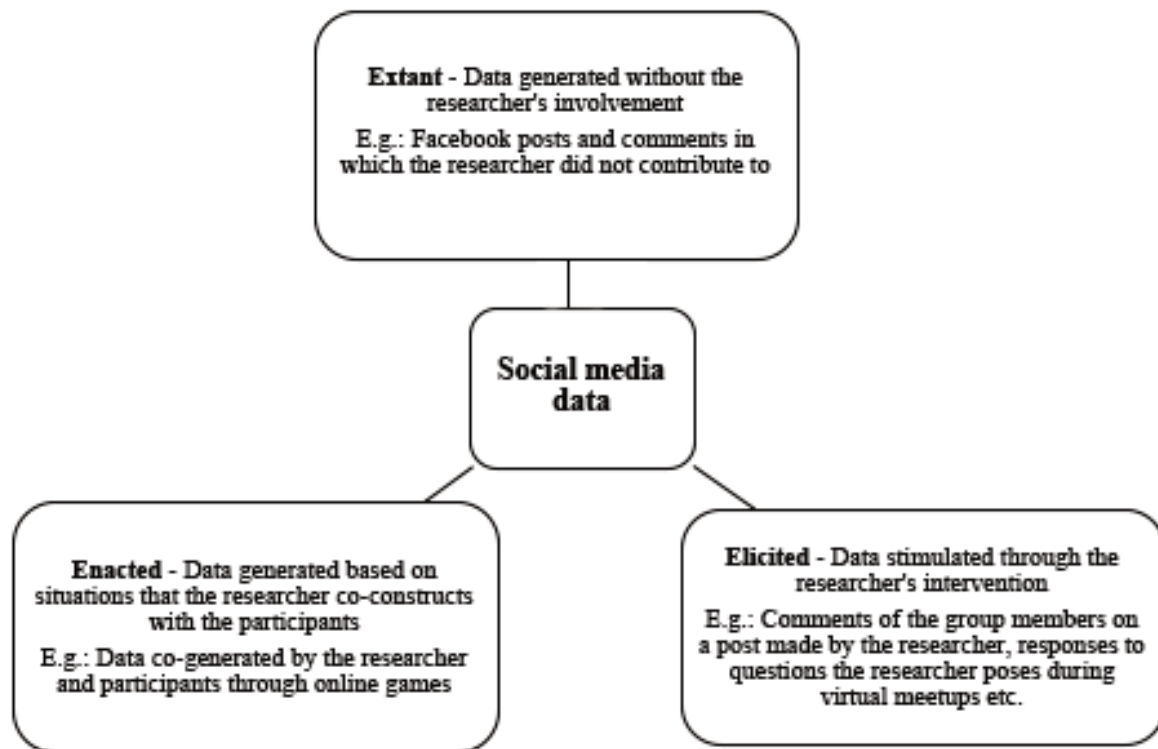 Extant - Data generated without the
researcher's involvement
E.g.: Facebook posts and comments in
which the researcher did not contribute to
Social media
data
Enacted - Data generated based on
situations that the researcher co-constructs
with the participants
E.g.: Data co-generated by the researcher
and participants through online games
Elicited - Data stimulated through the
researcher's intervention
E.g.: Comments of the group members on
a post made by the researcher, responses to
questions the researcher poses during
virtual meetups etc.